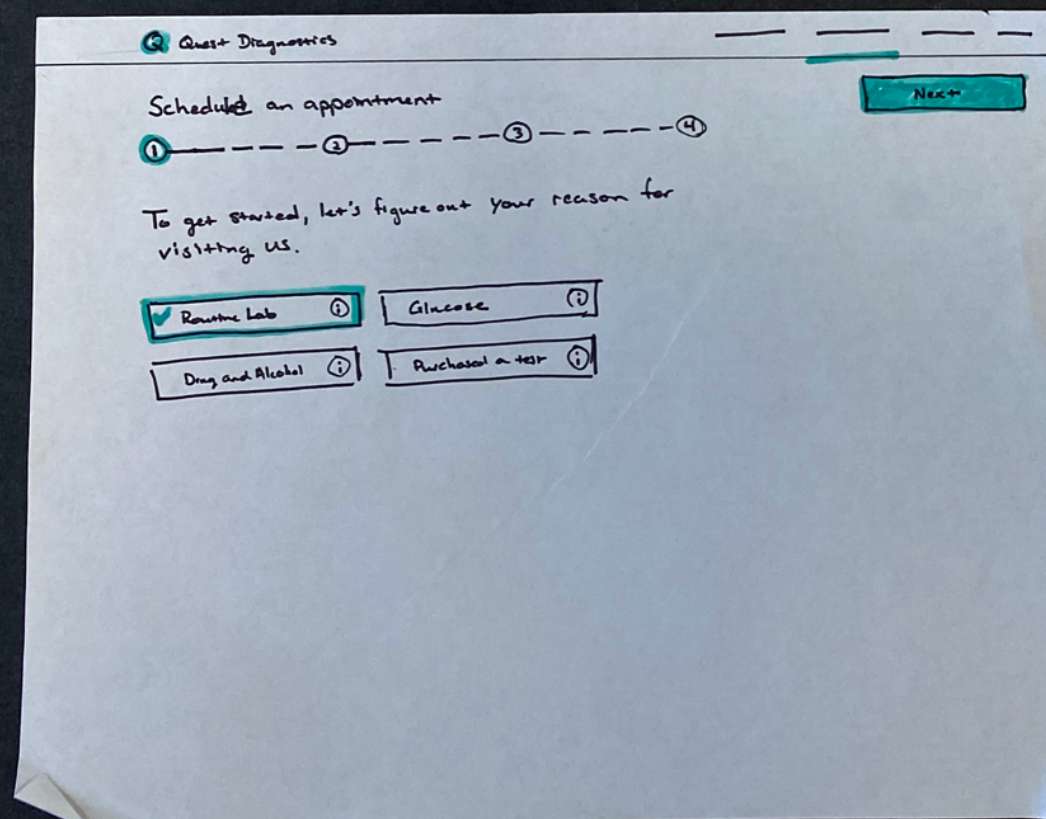 Q Quest Diagnostics
Next
Schedule an appointment
1 2 3 4
To get started, let's figure out your reason for
visiting us.
Routine Lab i
Glucose i
Drug and Alcohol i
Purchased a test i